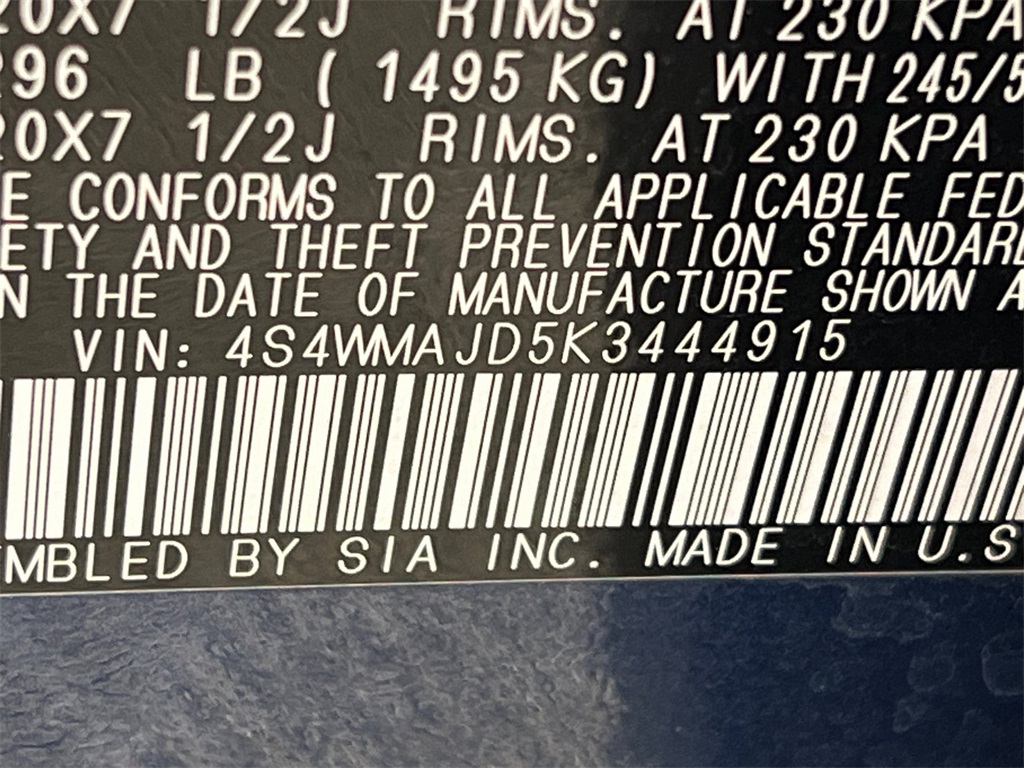 20X7 1/2J RIMS. AT 230 KPA
296 LB ( 1495 KG) WITH 245/5
20X7 1/2J RIMS. AT 230 KPA
E CONFORMS TO ALL APPLICABLE FED
ETY AND THEFT PREVENTION STANDARD
N THE DATE OF MANUFACTURE SHOWN A
VIN: 4S4WMAJD5K3444915
EMBLED BY SIA INC. MADE IN U.S